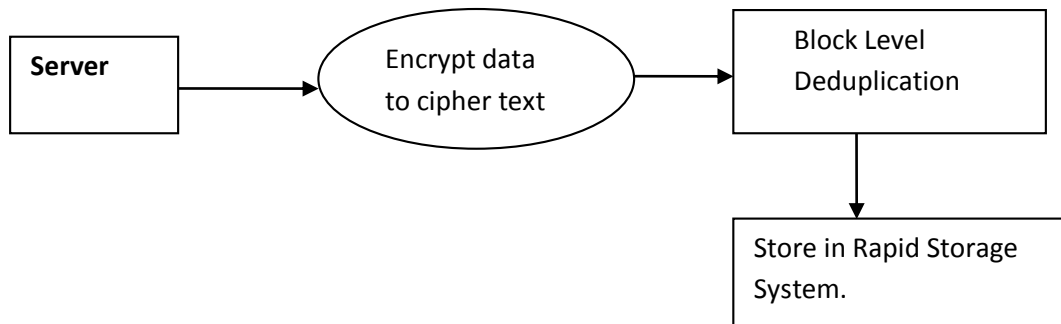 Server
Encrypt data
to cipher text
Block Level
Deduplication
Store in Rapid Storage
System.